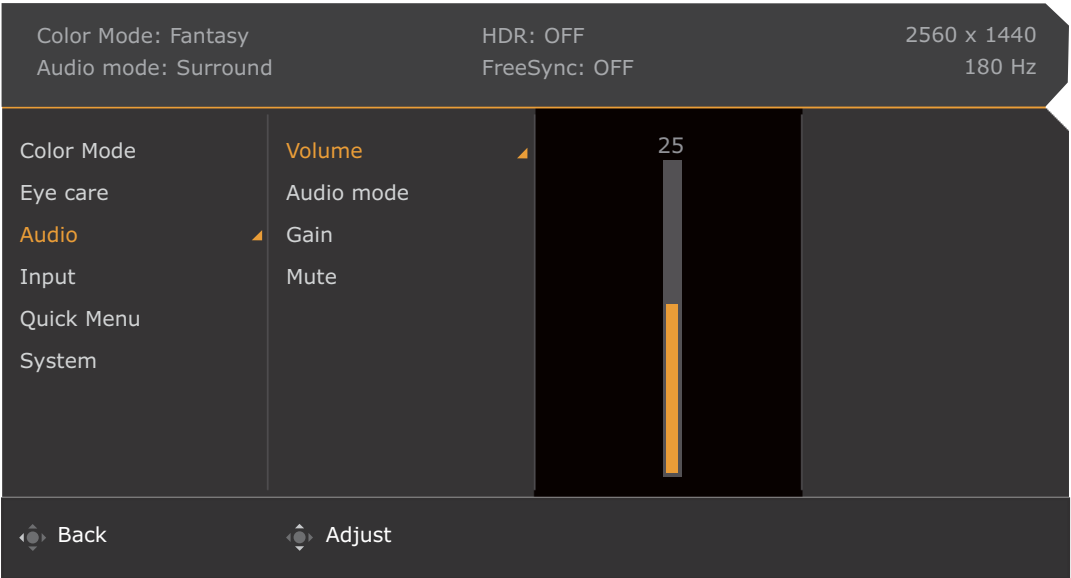 Color Mode: Fantasy
HDR: OFF
2560 x 1440
Audio mode: Surround
FreeSync: OFF
180 Hz
Color Mode
Eye care
Audio
Input
Quick Menu
System
Volume
Audio mode
Gain
Mute
25
Back
Adjust